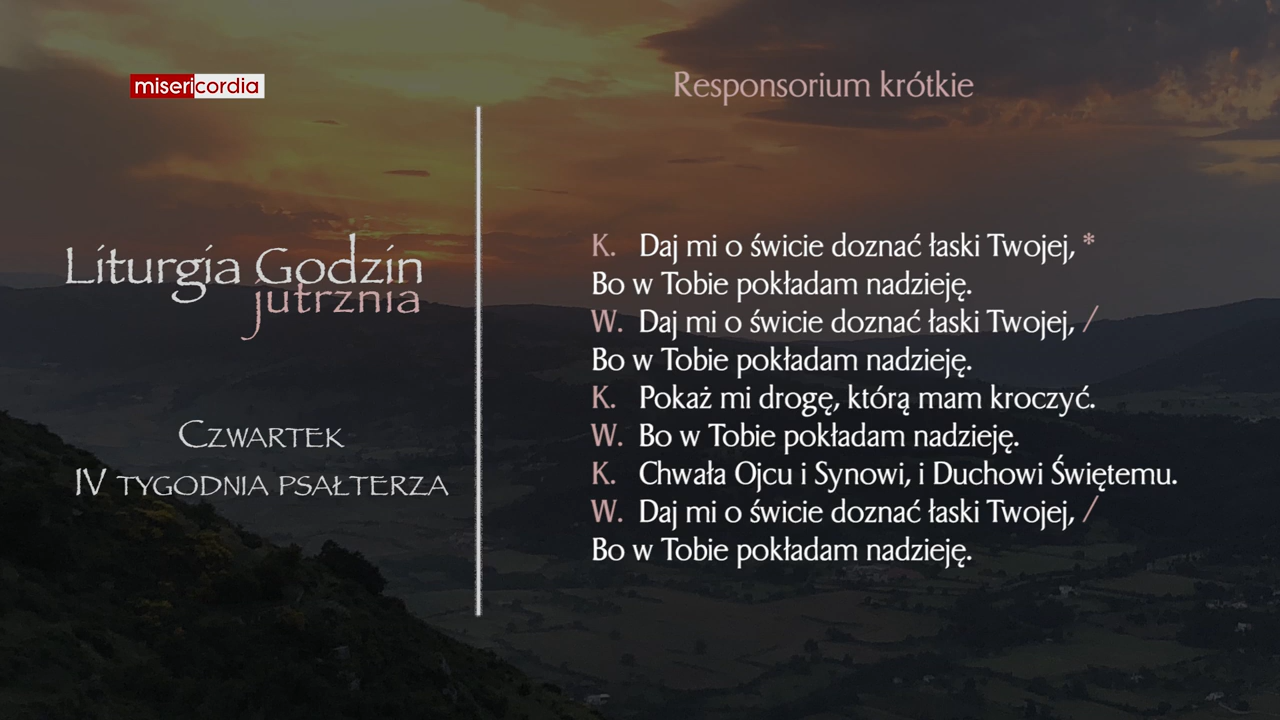 misericordia
Responsorium krótkie
Liturgia Godzin
jutrznia
Czwartek
IV tygodnia psałterza
K. Daj mi o świcie doznać łaski Twojej, *
Bo w Tobie pokładam nadzieję.
W. Daj mi o świcie doznać łaski Twojej, /
Bo w Tobie pokładam nadzieję.
K. Pokaż mi drogę, którą mam kroczyć.
W. Bo w Tobie pokładam nadzieję.
K. Chwała Ojcu i Synowi, i Duchowi Świętemu.
W. Daj mi o świcie doznać łaski Twojej, /
Bo w Tobie pokładam nadzieję.